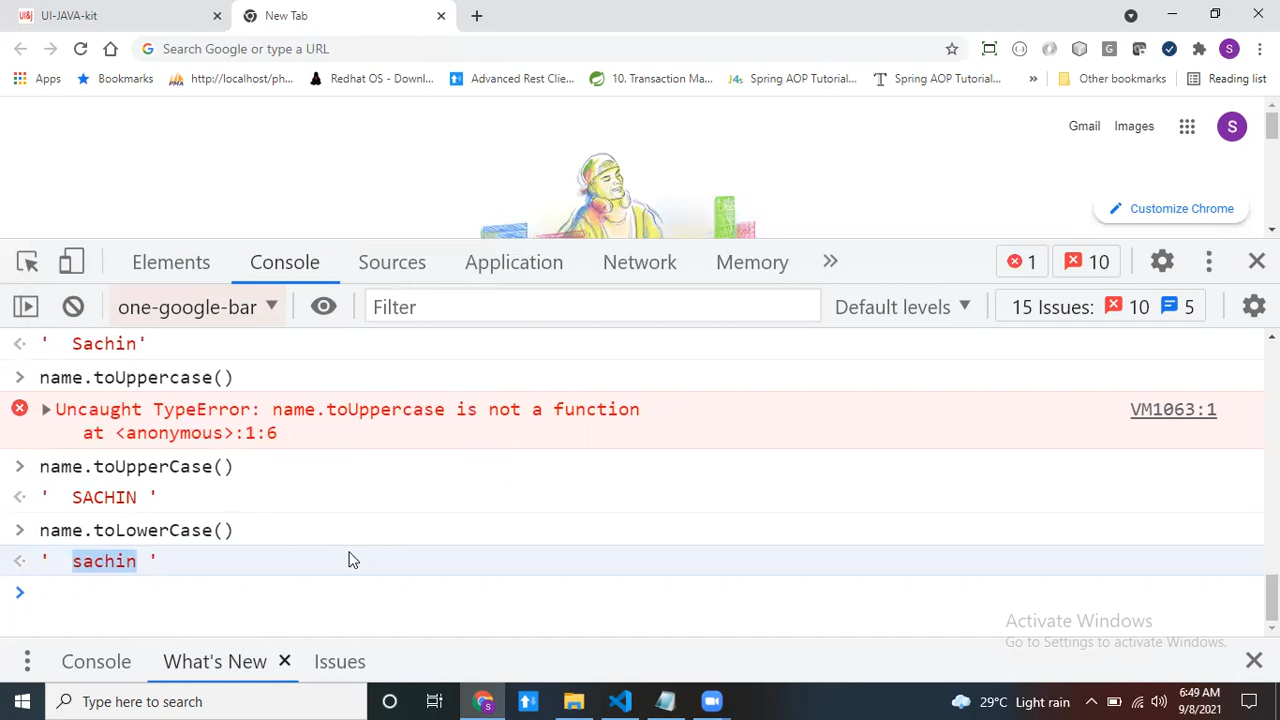 UI-JAVA-kit
New Tab
Search Google or type a URL
Apps
Bookmarks
http://localhost/ph...
Redhat OS - Downl...
Advanced Rest Clie...
10. Transaction Ma...
J4s Spring AOP Tutorial...
T Spring AOP Tutoria...
Other bookmarks
Reading list
Gmail Images S
Customize Chrome
Elements Console Sources Application Network Memory 1 10
one-google-bar Filter Default levels 15 Issues: 10 5
' Sachin'
name.toUppercase()
Uncaught TypeError: name.toUppercase is not a function VM1063:1
at <anonymous>:1:6
name.toUpperCase()
' SACHIN '
name.toLowerCase()
' sachin '
Activate Windows
Go to Settings to activate Windows.
Console What's New Issues
Type here to search
29°C Light rain
6:49 AM
9/8/2021